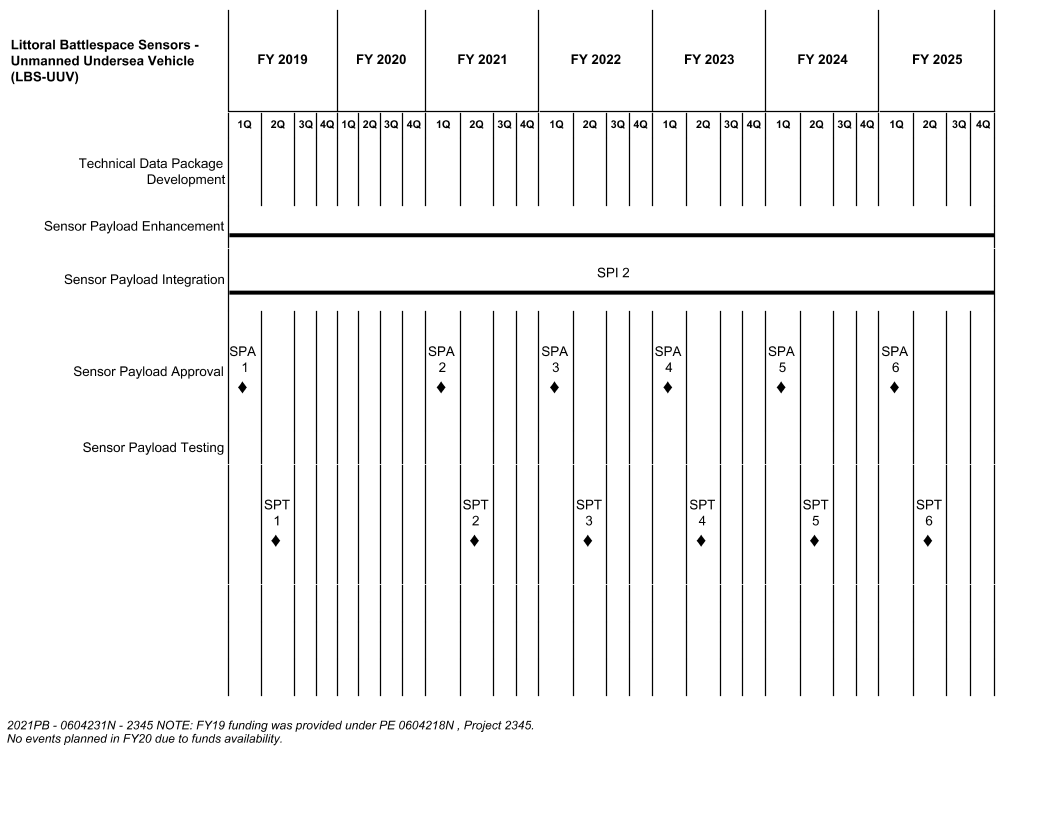 Littoral Battlespace Sensors -
Unmanned Undersea Vehicle
(LBS-UUV)
FY 2019 FY 2020 FY 2021 FY 2022 FY 2023 FY 2024 FY 2025
1Q 2Q 3Q 4Q 1Q 2Q 3Q 4Q 1Q 2Q 3Q 4Q 1Q 2Q 3Q 4Q 1Q 2Q 3Q 4Q 1Q 2Q 3Q 4Q 1Q 2Q 3Q 4Q
Technical Data Package
Development
Sensor Payload Enhancement
SPI 2
Sensor Payload Integration
SPA SPA SPA SPA SPA SPA
1 2 3 4 5 6
Sensor Payload Approval
Sensor Payload Testing
SPT SPT SPT SPT SPT SPT
1 2 3 4 5 6
2021PB - 0604231N - 2345 NOTE: FY19 funding was provided under PE 0604218N , Project 2345.
No events planned in FY20 due to funds availability.